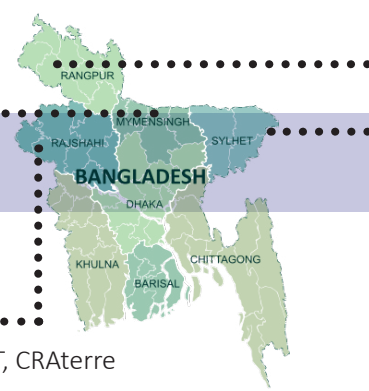 RANGPUR
MYMENSINGH
RAJSHAHI
SYLHET
BANGLADESH
DHAKA
KHULNA
CHITTAGONG
BARISAL
, CRAterre